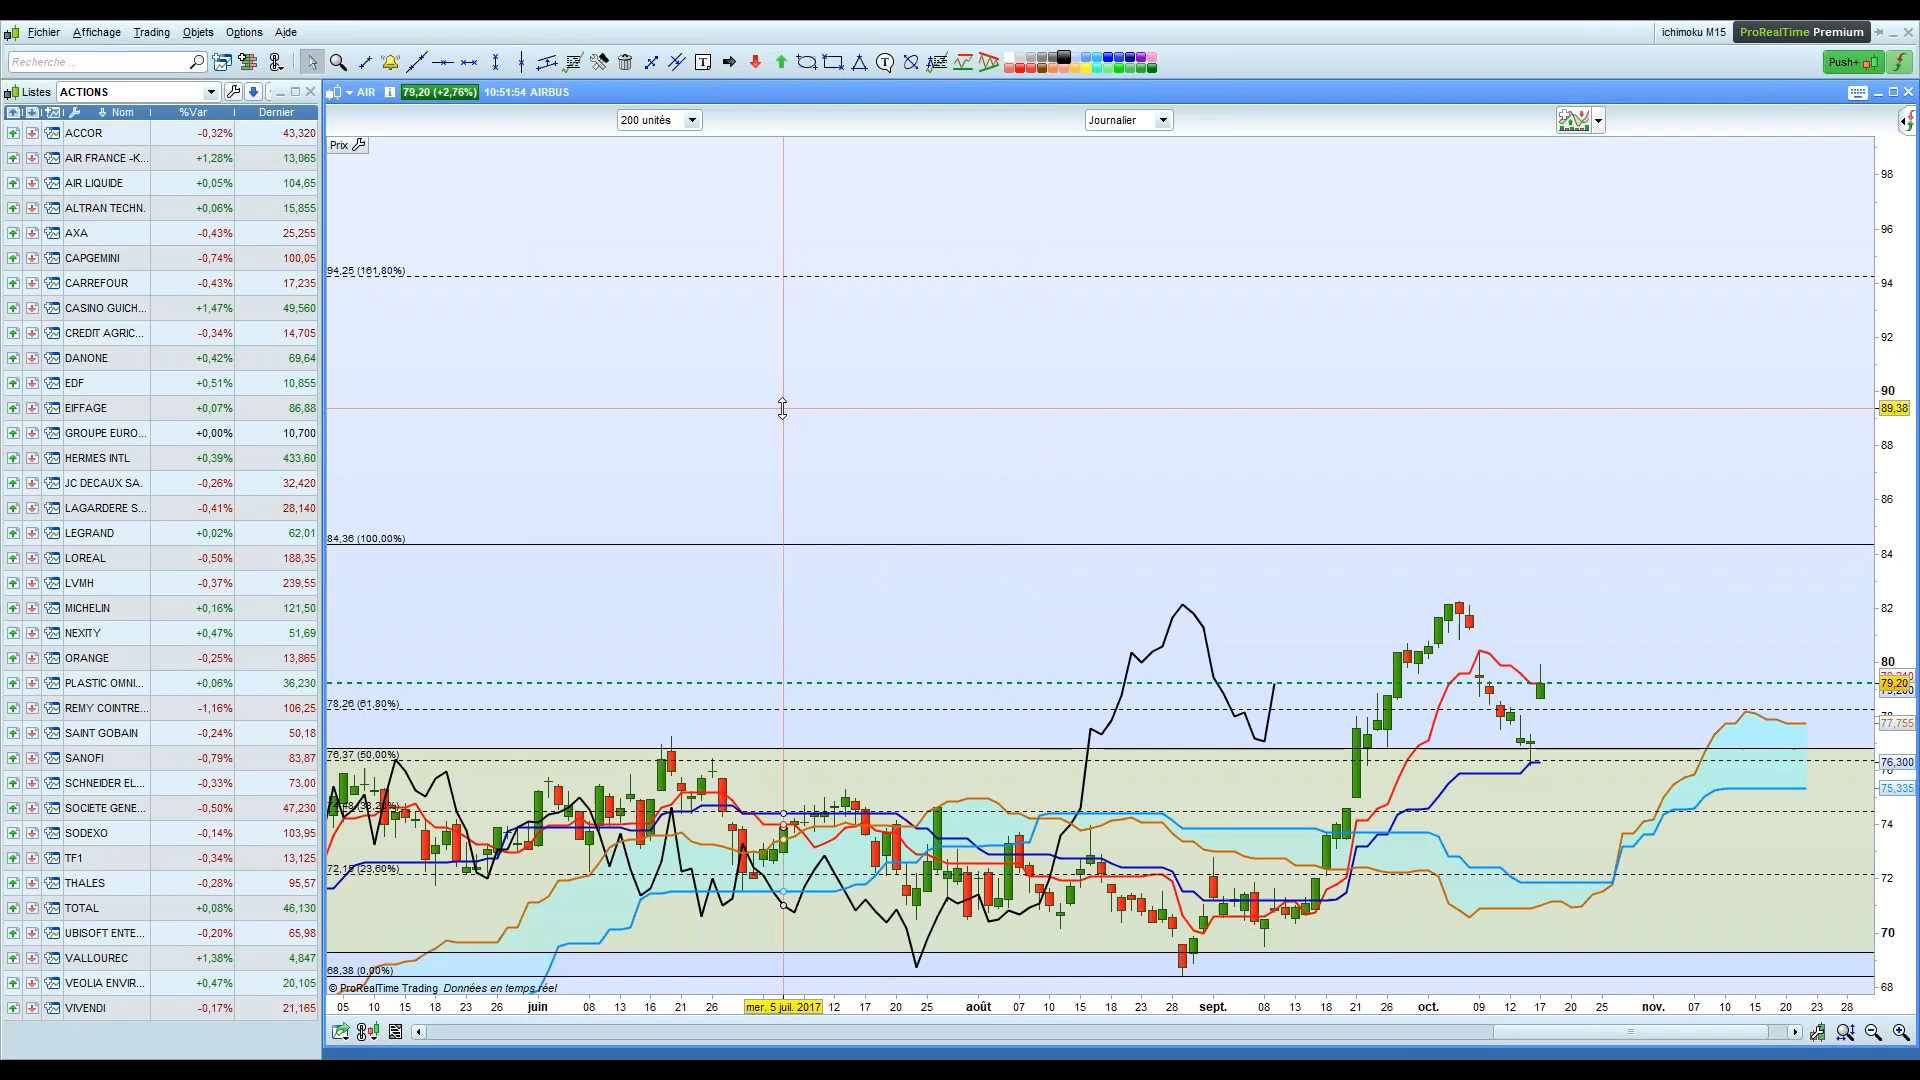 Fichier Affichage Trading Objets Options Aide
ichimoku M15 ProRealTime Premium
Recherche ...
Push+
Listes ACTIONS
AIR 79,20 (+2,76%) 10:51:54 AIRBUS
Nom %Var Dernier
200 unités
Journalier
Prix
ACCOR -0,32% 43,320
AIR FRANCE -K... +1,28% 13,065
AIR LIQUIDE +0,05% 104,65
ALTRAN TECHN. +0,06% 15,855
AXA -0,43% 25,255
CAPGEMINI -0,74% 100,05
CARREFOUR -0,43% 17,235
CASINO GUICH... +1,47% 49,560
CREDIT AGRIC... -0,34% 14,705
DANONE +0,42% 69,64
EDF +0,51% 10,855
EIFFAGE +0,07% 86,88
GROUPE EURO... +0,00% 10,700
HERMES INTL +0,39% 433,60
JC DECAUX SA. -0,26% 32,420
LAGARDERE S... -0,41% 28,140
LEGRAND +0,02% 62,01
LOREAL -0,50% 188,35
LVMH -0,37% 239,55
MICHELIN +0,16% 121,50
NEXITY +0,47% 51,69
ORANGE -0,25% 13,865
PLASTIC OMNI... +0,06% 36,230
REMY COINTRE... -1,16% 106,25
SAINT GOBAIN -0,24% 50,18
SANOFI -0,79% 83,87
SCHNEIDER EL... -0,33% 73,00
SOCIETE GENE... -0,50% 47,230
SODEXO -0,14% 103,95
TF1 -0,34% 13,125
THALES -0,28% 95,57
TOTAL +0,08% 46,130
UBISOFT ENTE... -0,20% 65,98
VALLOUREC +1,38% 4,847
VEOLIA ENVIR... +0,47% 20,105
VIVENDI -0,17% 21,165
94,25 (161,80%)
84,36 (100,00%)
78,26 (61,80%)
76,37 (50,00%)
74,48 (38,20%)
72,15 (23,60%)
68,38 (0,00%)
98
96
94
92
90
89,38
88
86
84
82
80
79,20
77,755
76,300
75,335
74
72
70
68
© ProRealTime Trading Données en temps réel
05 10 15 18 23 26 juin 08 13 16 21 26 mer. 5 juil. 2017 12 17 20 25 août 07 10 15 18 23 28 sept. 08 13 18 21 26 oct. 09 12 17 20 25 nov. 07 10 15 20 23 28